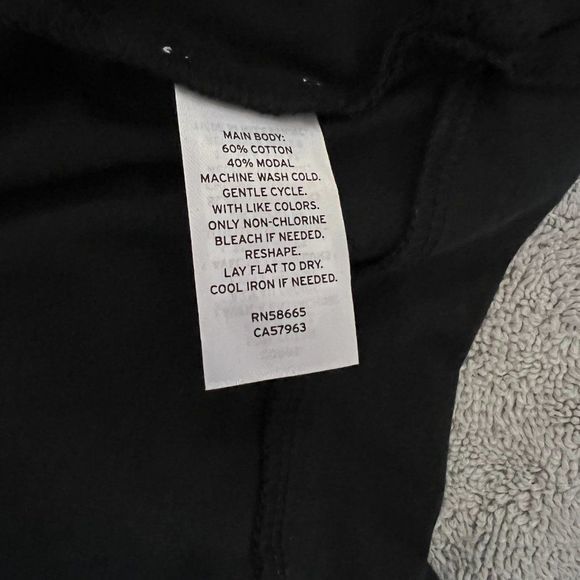 MAIN BODY:
60% COTTON
40% MODAL
MACHINE WASH COLD.
GENTLE CYCLE.
WITH LIKE COLORS.
ONLY NON-CHLORINE
BLEACH IF NEEDED.
RESHAPE.
LAY FLAT TO DRY.
COOL IRON IF NEEDED.
RN58665
CA57963